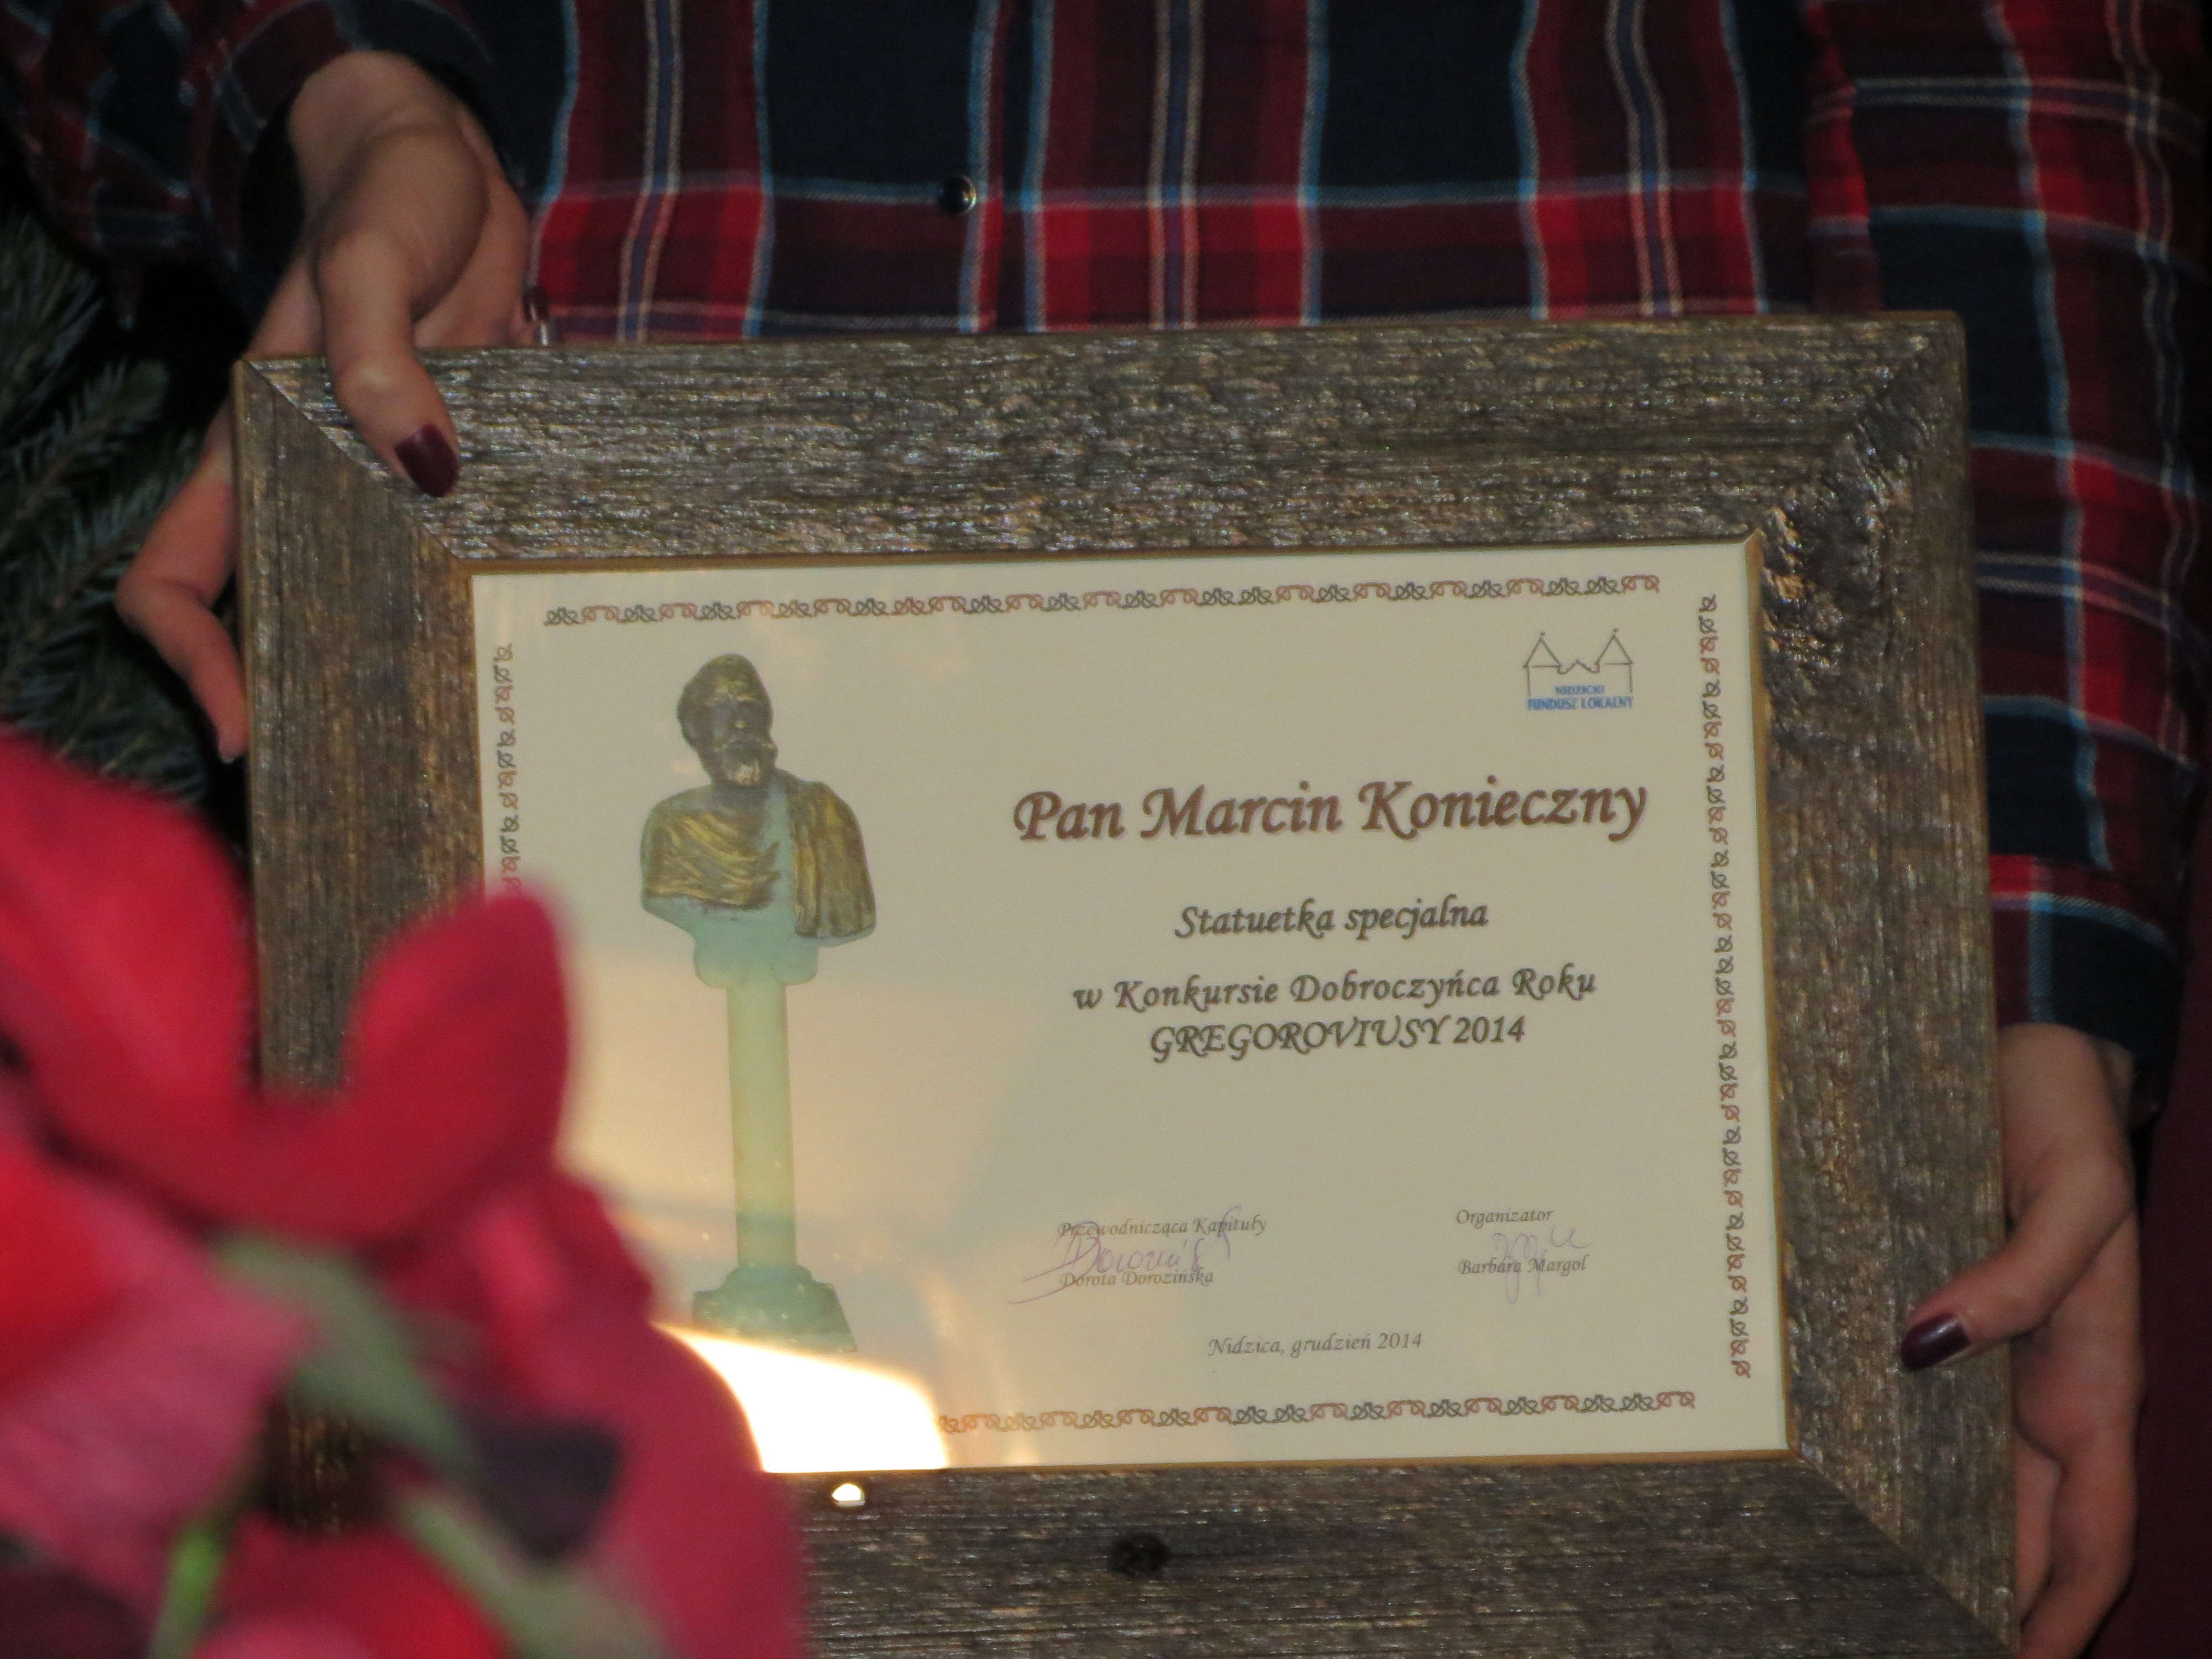 NIDZICKI
FUNDUSZ LOKALNY
Pan Marcin Konieczny
Statuetka specjalna
w Konkursie Dobroczyńca Roku
GREGOROVIUSY 2014
Przewodnicząca Kapituły
Dorota Dorozińska
Organizator
Barbara Margol
Nidzica, grudzień 2014